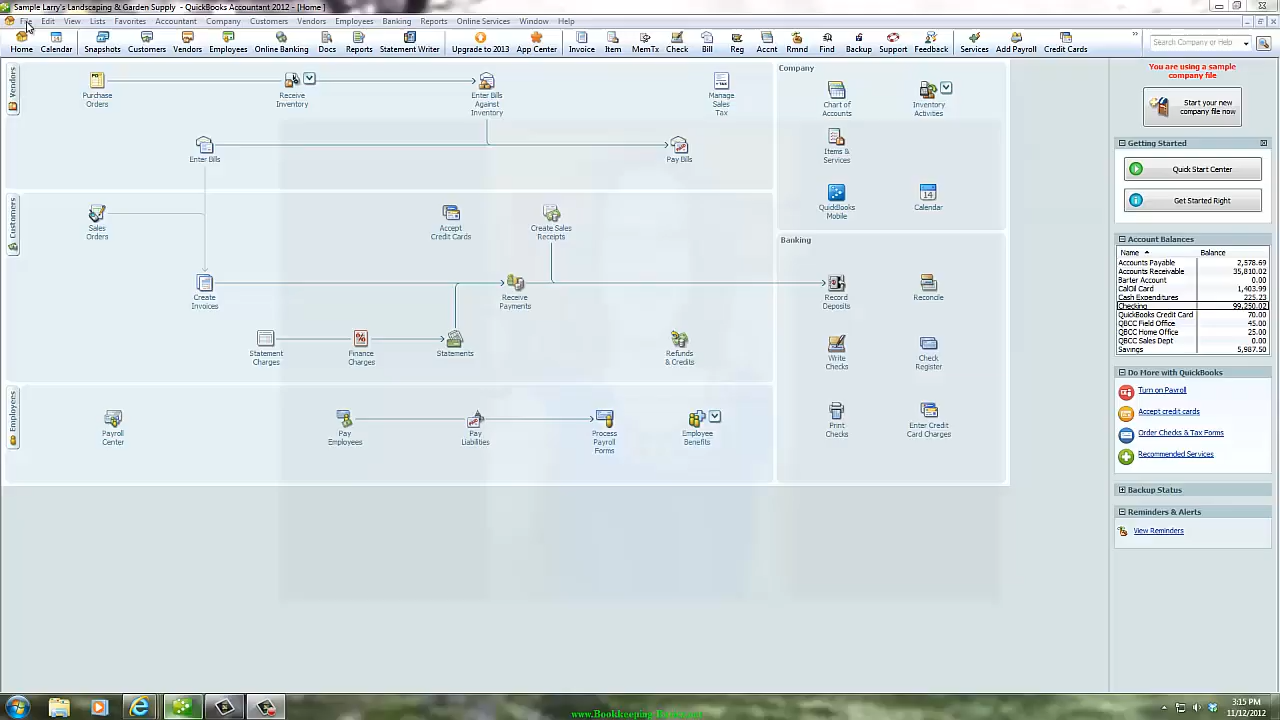 Sample Larry's Landscaping & Garden Supply - QuickBooks Accountant 2012 - [Home]
File Edit View Lists Favorites Accountant Company Customers Vendors Employees Banking Reports Online Services Window Help
Home Calendar Snapshots Customers Vendors Employees Online Banking Docs Reports Statement Writer Update to 2013 App Center Invoice Item MemTx Check Bill Reg Accnt Rmnd Find Backup Support Feedback Services Add Payroll Credit Cards
Search Company or Help
Vendors
Purchase
Orders
Receive
Inventory
Enter Bills
Against
Inventory
Manage
Sales
Tax
Enter Bills
Pay Bills
Customers
Sales
Orders
Accept
Credit Cards
Create Sales
Receipts
Create
Invoices
Receive
Payments
Statement
Charges
Finance
Charges
Statements
Refunds
& Credits
Employees
Payroll
Center
Pay
Employees
Pay
Liabilities
Process
Payroll
Forms
Employee
Benefits
Company
Chart of
Accounts
Inventory
Activities
Items &
Services
QuickBooks
Mobile
14
Calendar
Banking
Record
Deposits
Reconcile
Write
Checks
Check
Register
Print
Checks
Enter Credit
Card Charges
You are using a sample
company file
Start your new
company file now
Getting Started
Quick Start Center
Get Started Right
Account Balances
Name Balance
Accounts Payable 2,578.69
Accounts Receivable 35,810.02
Barter Account 0.00
CalOil Card 1,403.99
Cash Expenditures 225.23
Checking 99,250.02
QuickBooks Credit Card 70.00
QBCC Field Office 45.00
QBCC Home Office 25.00
QBCC Sales Dept 0.00
Savings 5,987.50
Do More with QuickBooks
Turn on Payroll
Accept credit cards
Order Checks & Tax Forms
Recommended Services
Backup Status
Reminders & Alerts
View Reminders
3:15 PM
11/12/2012